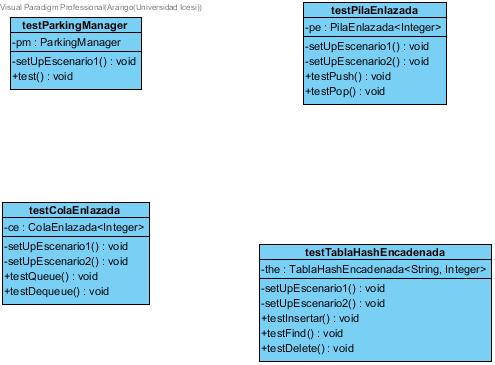 Visual Paradigm Professional(Arango(Universidad Icesi))
testParkingManager
-pm : ParkingManager
-setUpEscenario1() : void
+test() : void
testPilaEnlazada
-pe : PilaEnlazada<Integer>
-setUpEscenario1() : void
-setUpEscenario2() : void
+testPush() : void
+testPop() : void
testColaEnlazada
-ce : ColaEnlazada<Integer>
-setUpEscenario1() : void
-setUpEscenario2() : void
+testQueue() : void
+testDequeue() : void
testTablaHashEncadenada
-the : TablaHashEncadenada<String, Integer>
-setUpEscenario1() : void
-setUpEscenario2() : void
+testInsertar() : void
+testFind() : void
+testDelete() : void